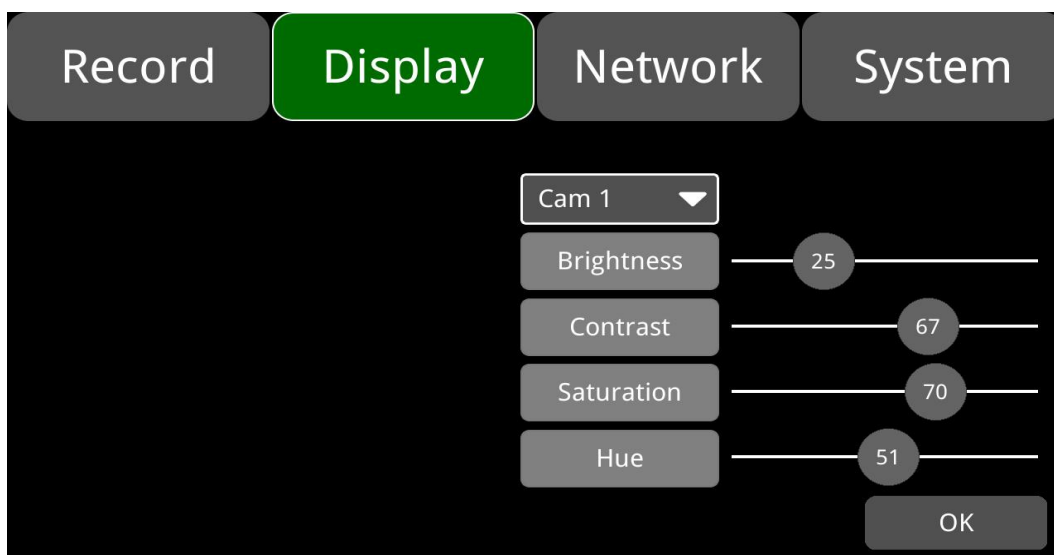 Record Display Network System
Cam 1
Brightness 25
Contrast 67
Saturation 70
Hue 51
OK